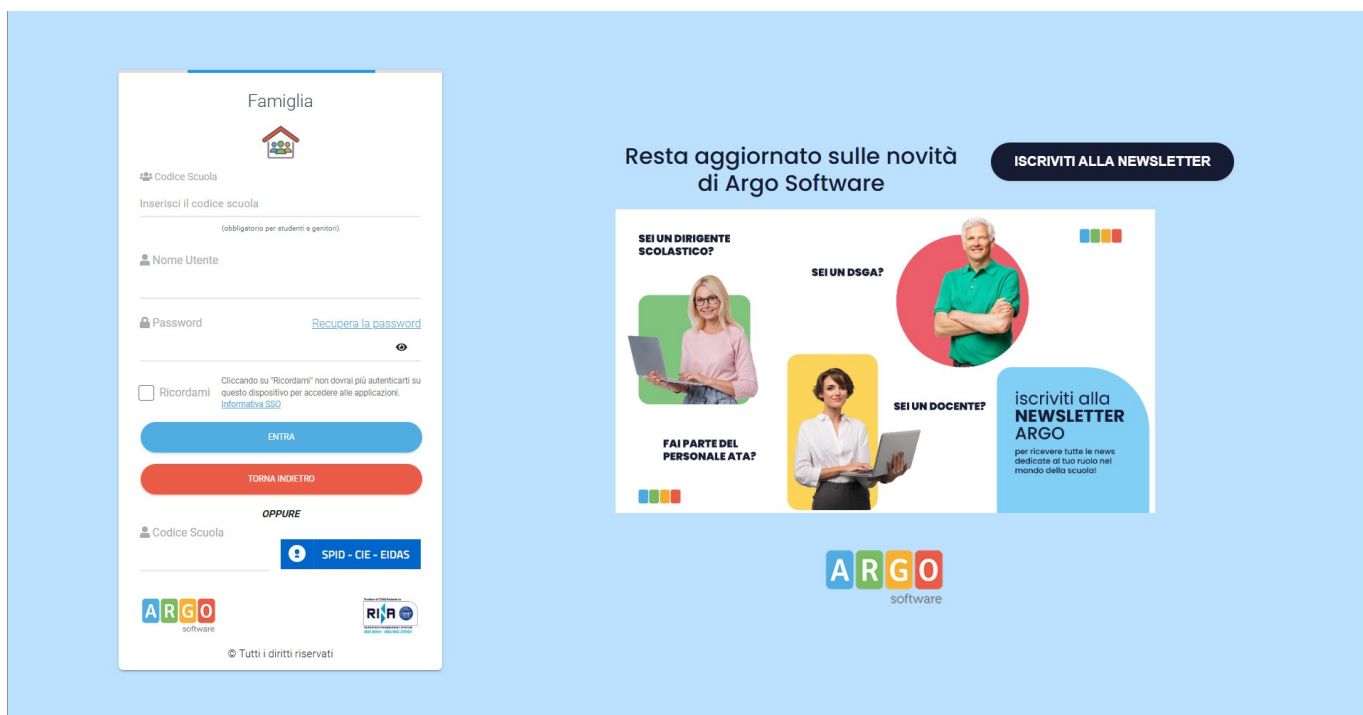 Famiglia
Codice Scuola
Inserisci il codice scuola
(obbligatorio per studenti e genitori)
Nome Utente
Password
Recupera la password
Ricordami
Cliccando su "Ricordami" non dovrai più autenticarti su
questo dispositivo per accedere alle applicazioni.
Informativa SSO
ENTRA
TORNA INDIETRO
OPPURE
Codice Scuola
SPID - CIE - EIDAS
ARGO
software
RINA
© Tutti i diritti riservati
Resta aggiornato sulle novità
di Argo Software
ISCRIVITI ALLA NEWSLETTER
SEI UN DIRIGENTE
SCOLASTICO?
SEI UN DSGA?
SEI UN DOCENTE?
FAI PARTE DEL
PERSONALE ATA?
iscriviti alla
NEWSLETTER
ARGO
per ricevere tutte le news
dedicate al tuo ruolo nel
mondo della scuola!
ARGO
software